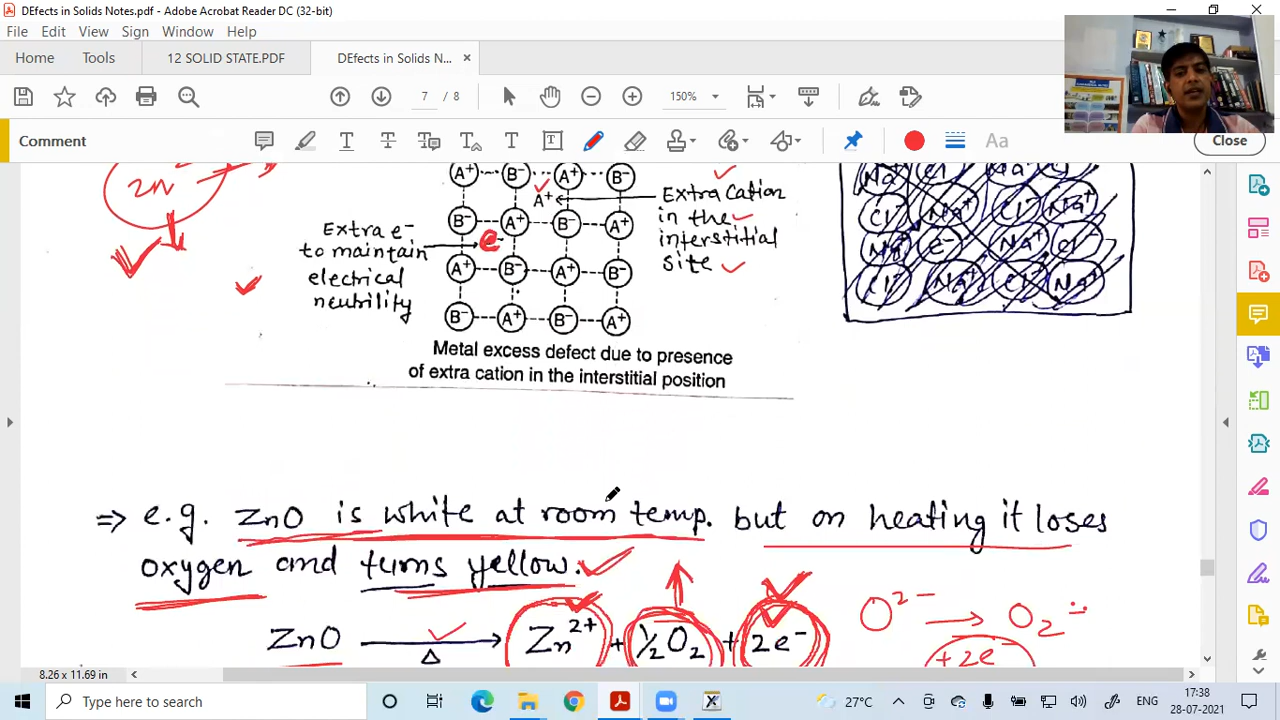 DEfects in Solids Notes.pdf - Adobe Acrobat Reader DC (32-bit)
File Edit View Sign Window Help
Home Tools 12 SOLID STATE.PDF DEfects in Solids N... ×
7 / 8 150%
Comment Close
Zn
A⁺ B⁻ A⁺ B⁻
A⁺
Extra Cation
in the
interstitial
site
B⁻ A⁺ B⁻ A⁺
Extra e⁻
to maintain
electrical
neutrility
e⁻
A⁺ B⁻ A⁺ B⁻
B⁻ A⁺ B⁻ A⁺
Metal excess defect due to presence
of extra cation in the interstitial position
Na⁺ Cl⁻ Na⁺ Cl⁻
Cl⁻ Na⁺ Cl⁻ Na⁺
Na⁺ e⁻ Na⁺ Cl⁻
Cl⁻ Na⁺ Cl⁻ Na⁺
⇒ e.g. ZnO is white at room temp. but on heating it loses
oxygen and turns yellow.
ZnO ⟶ Zn²⁺ + ½O₂ + 2e⁻
Δ
O²⁻ → O₂
+2e⁻
8.26 x 11.69 in
Type here to search
27°C ENG 17:38
28-07-2021